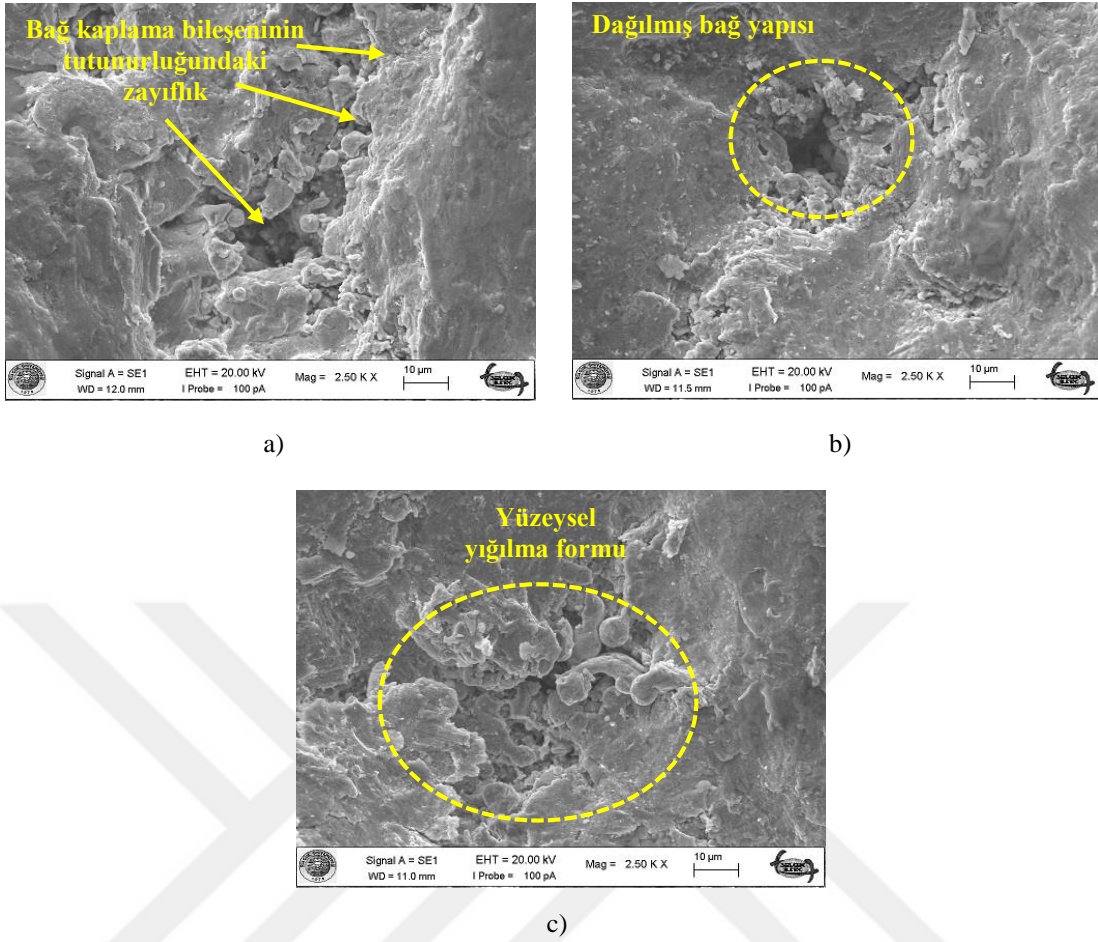 Bağ kaplama bileşeninin
tutunurluğundaki
zayıflık
Signal A = SE1
EHT = 20.00 kV
Mag = 2.50 K X
10 µm
WD = 12.0 mm
I Probe = 100 pA
a)
Dağılmış bağ yapısı
Signal A = SE1
EHT = 20.00 kV
Mag = 2.50 K X
10 µm
WD = 11.5 mm
I Probe = 100 pA
b)
Yüzeysel
yığılma formu
Signal A = SE1
EHT = 20.00 kV
Mag = 2.50 K X
10 µm
WD = 11.0 mm
I Probe = 100 pA
c)